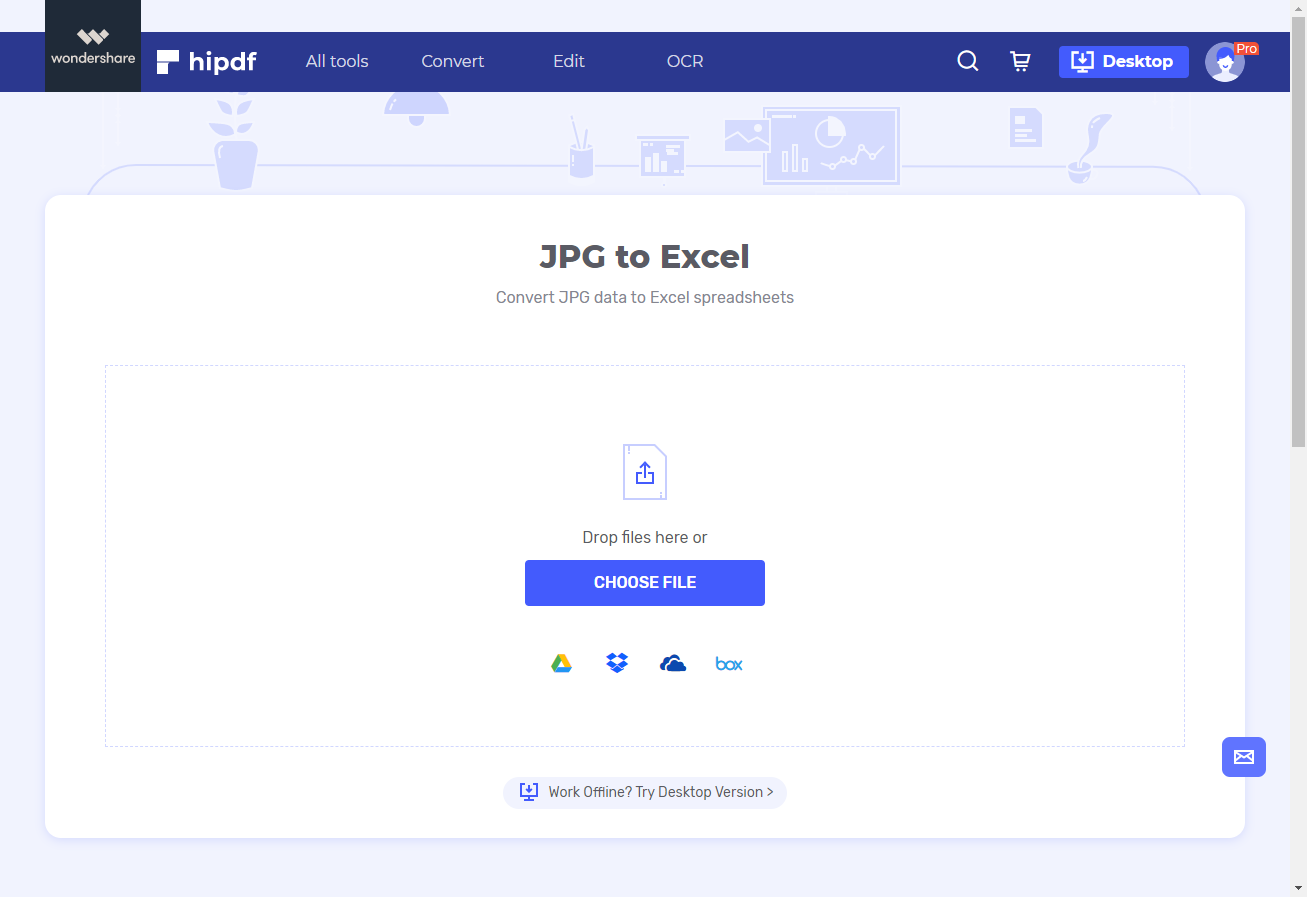 wondershare
hipdf
All tools
Convert
Edit
OCR
Desktop
Pro
JPG to Excel
Convert JPG data to Excel spreadsheets
Drop files here or
CHOOSE FILE
box
Work Offline? Try Desktop Version >